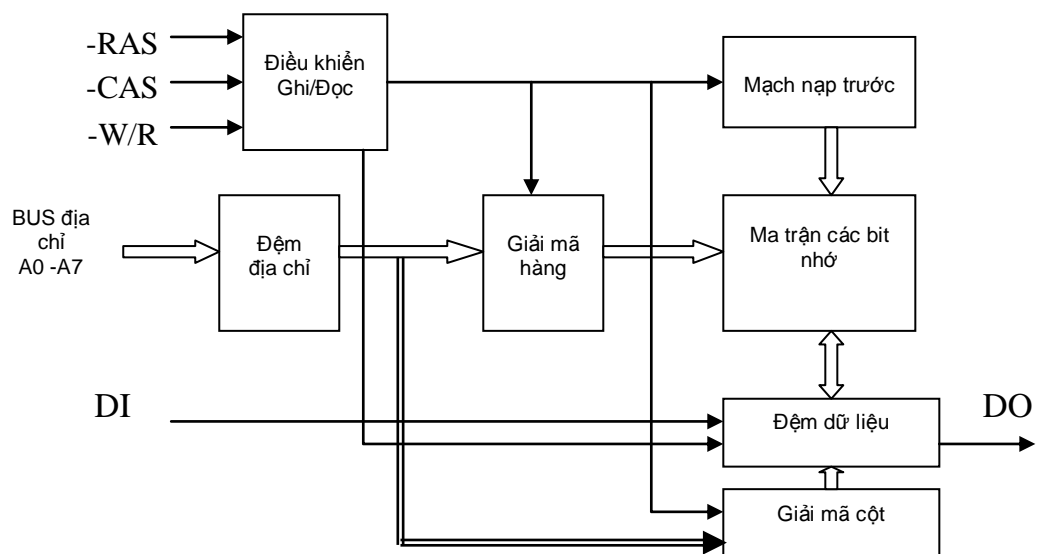 -RAS
-CAS
-W/R
Điều khiển
Ghi/Đọc
Mạch nạp trước
BUS địa
chỉ
A0 -A7
Đệm
địa chỉ
Giải mã
hàng
Ma trận các bit
nhớ
DI
Đệm dữ liệu
DO
Giải mã cột